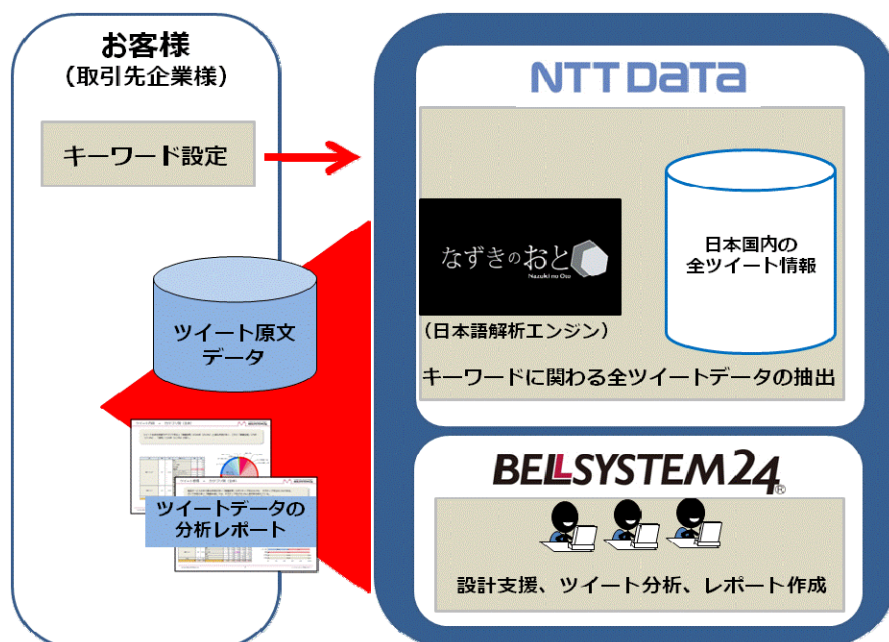 お客様
（取引先企業様）
キーワード設定
ツイート原文
データ
ツイートデータの
分析レポート
NTT DATA
なずきのおと
Nazuki no Oto
（日本語解析エンジン）
日本国内の
全ツイート情報
キーワードに関わる全ツイートデータの抽出
BELLSYSTEM24®
設計支援、ツイート分析、レポート作成